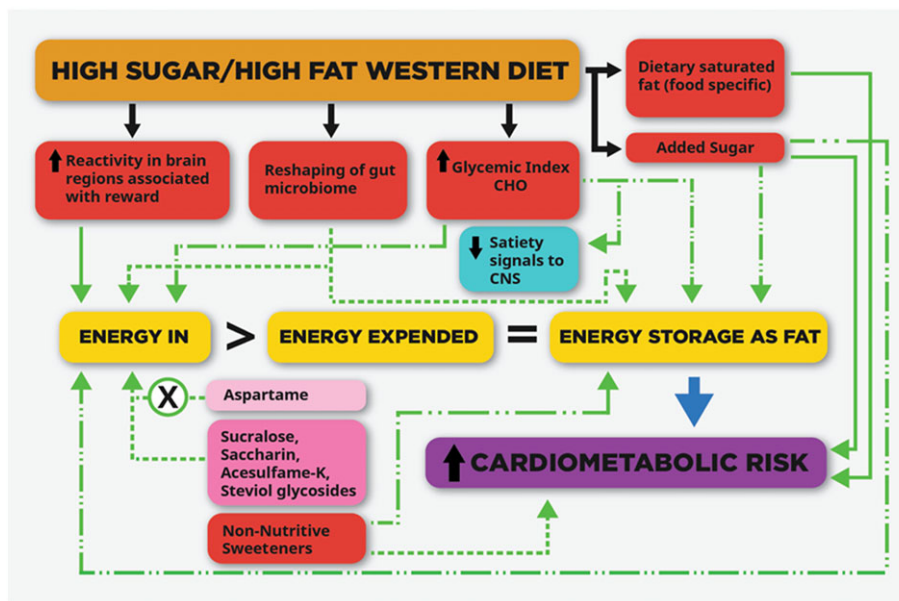 HIGH SUGAR/HIGH FAT WESTERN DIET
Dietary saturated
fat (food specific)
Added Sugar
Reactivity in brain
regions associated
with reward
Reshaping of gut
microbiome
Glycemic Index
CHO
Satiety
signals to
CNS
ENERGY IN
>
ENERGY EXPENDED
=
ENERGY STORAGE AS FAT
X
Aspartame
Sucralose,
Saccharin,
Acesulfame-K,
Steviol glycosides
Non-Nutritive
Sweeteners
CARDIOMETABOLIC RISK